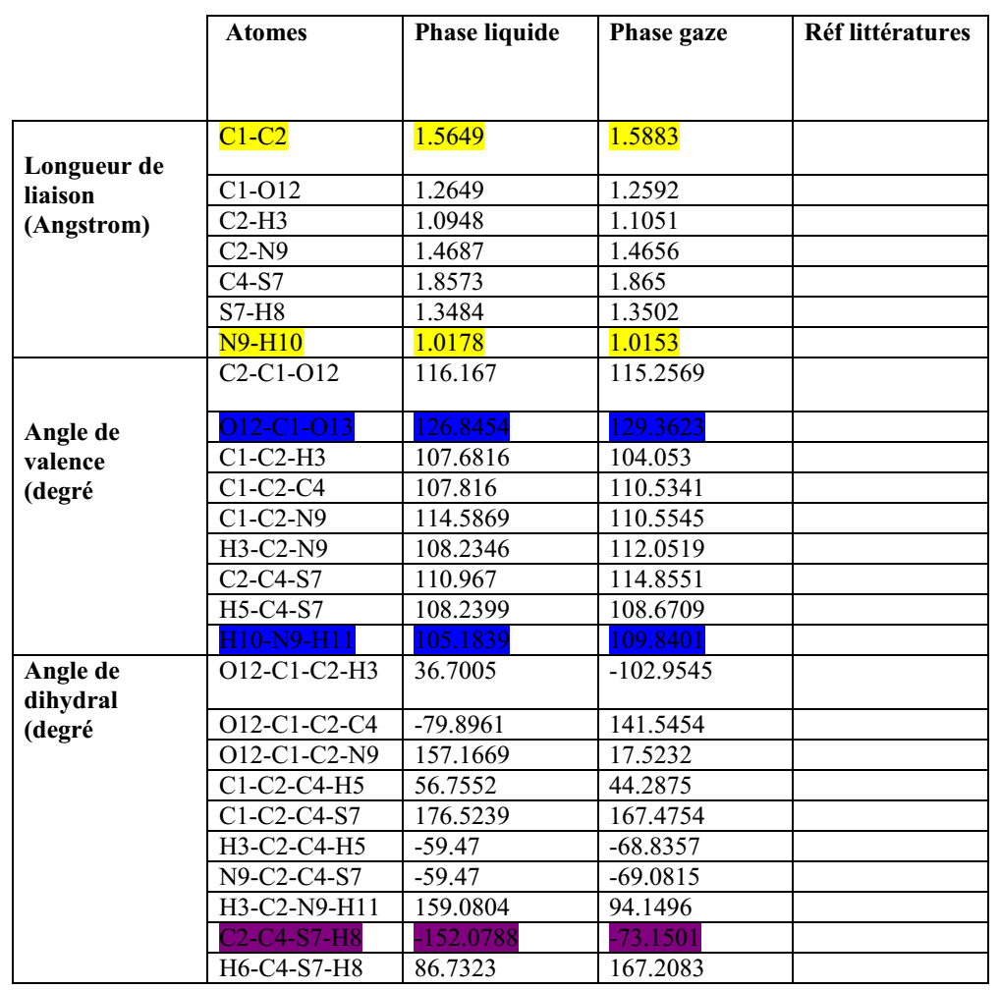 Atomes Phase liquide Phase gaze Réf littératures
Longueur de liaison (Angstrom)
C1-C2 1.5649 1.5883
C1-O12 1.2649 1.2592
C2-H3 1.0948 1.1051
C2-N9 1.4687 1.4656
C4-S7 1.8573 1.865
S7-H8 1.3484 1.3502
N9-H10 1.0178 1.0153
Angle de valence (degré
C2-C1-O12 116.167 115.2569
O12-C1-O13 126.8454 129.3623
C1-C2-H3 107.6816 104.053
C1-C2-C4 107.816 110.5341
C1-C2-N9 114.5869 110.5545
H3-C2-N9 108.2346 112.0519
C2-C4-S7 110.967 114.8551
H5-C4-S7 108.2399 108.6709
H10-N9-H11 105.1839 109.8401
Angle de dihydral (degré
O12-C1-C2-H3 36.7005 -102.9545
O12-C1-C2-C4 -79.8961 141.5454
O12-C1-C2-N9 157.1669 17.5232
C1-C2-C4-H5 56.7552 44.2875
C1-C2-C4-S7 176.5239 167.4754
H3-C2-C4-H5 -59.47 -68.8357
N9-C2-C4-S7 -59.47 -69.0815
H3-C2-N9-H11 159.0804 94.1496
C2-C4-S7-H8 -152.0788 -73.1501
H6-C4-S7-H8 86.7323 167.2083